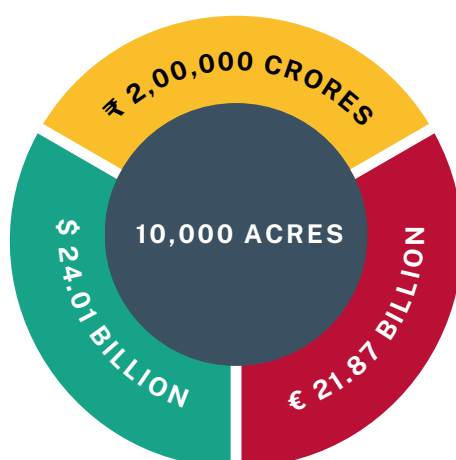 ₹ 2,00,000 CRORES
10,000 ACRES
$ 24.01 BILLION
€ 21.87 BILLION